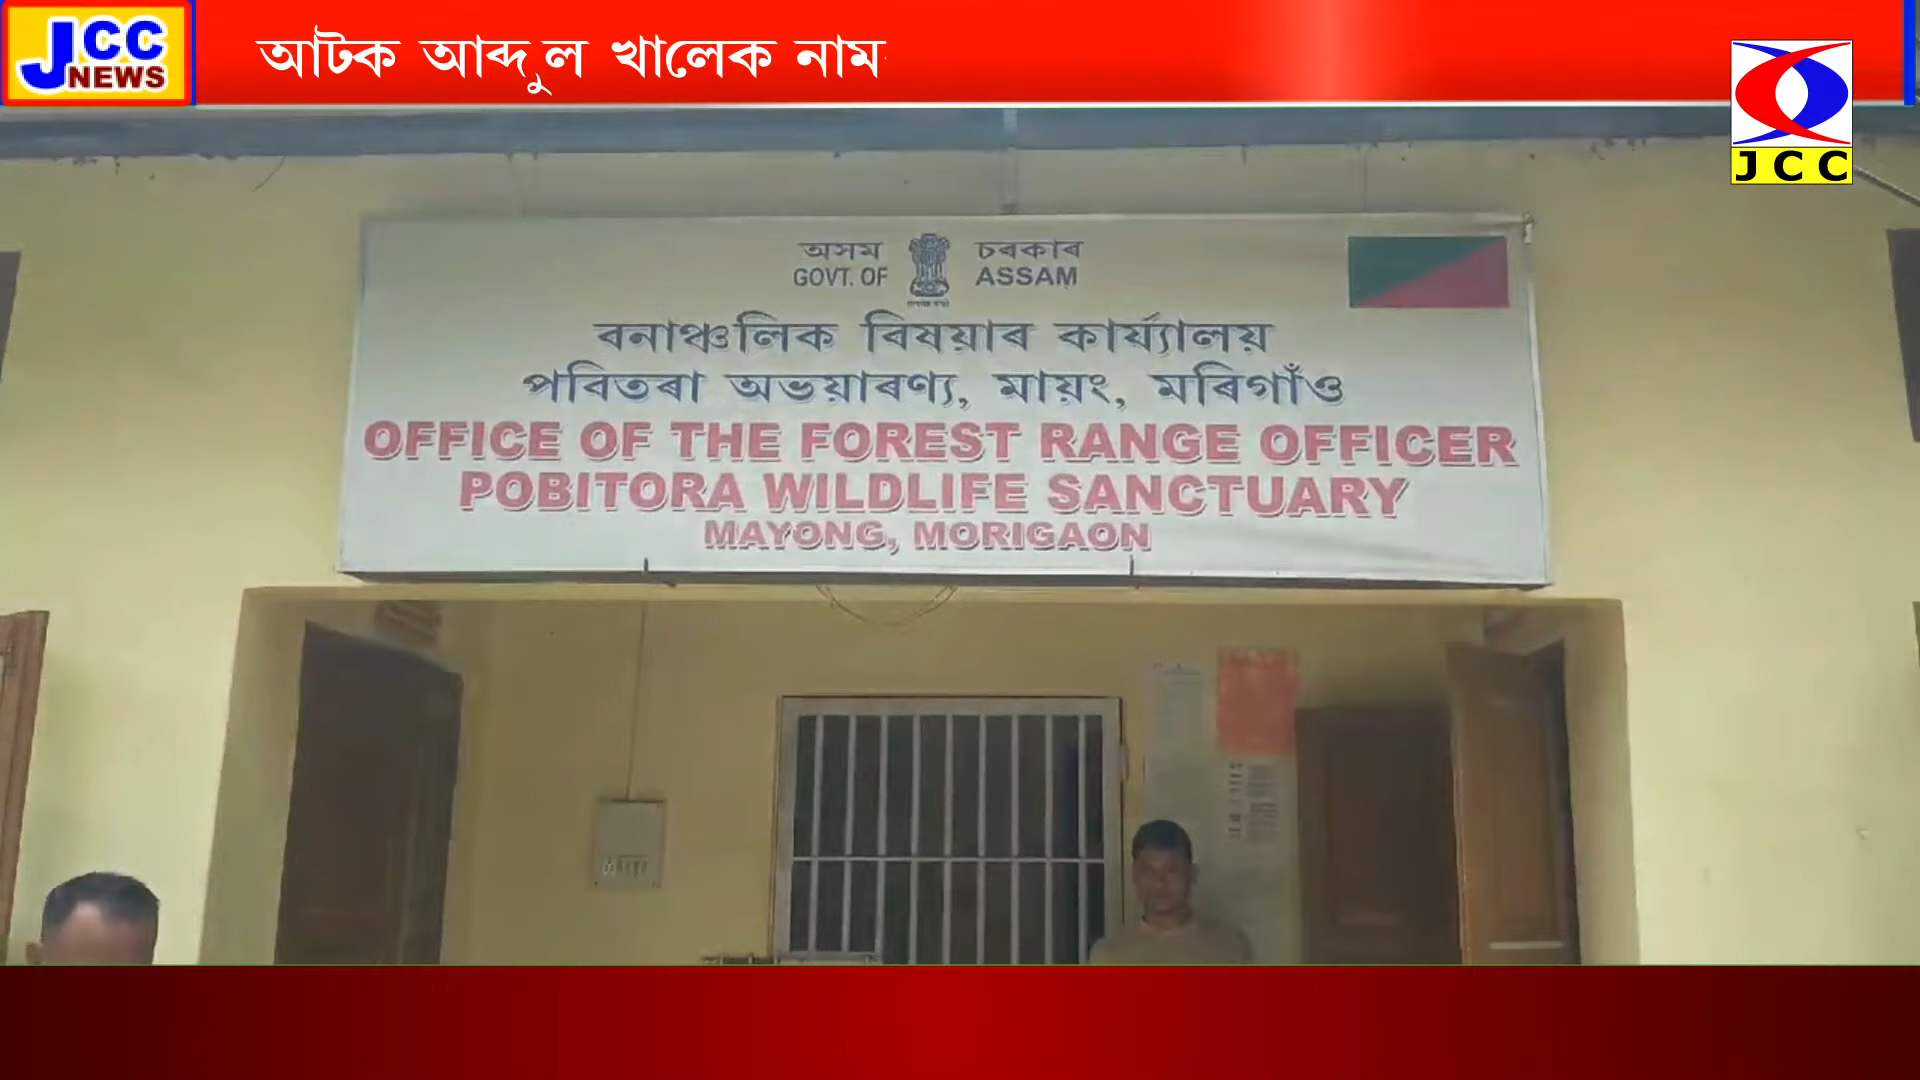 JCC
NEWS
আটক আব্দুল খালেক নাম
JCC
অসম চৰকাৰ
GOVT. OF ASSAM
বনাঞ্চলিক বিষয়াৰ কাৰ্য্যালয়
পবিতৰা অভয়াৰণ্য, মায়ং, মৰিগাঁও
OFFICE OF THE FOREST RANGE OFFICER
POBITORA WILDLIFE SANCTUARY
MAYONG, MORIGAON